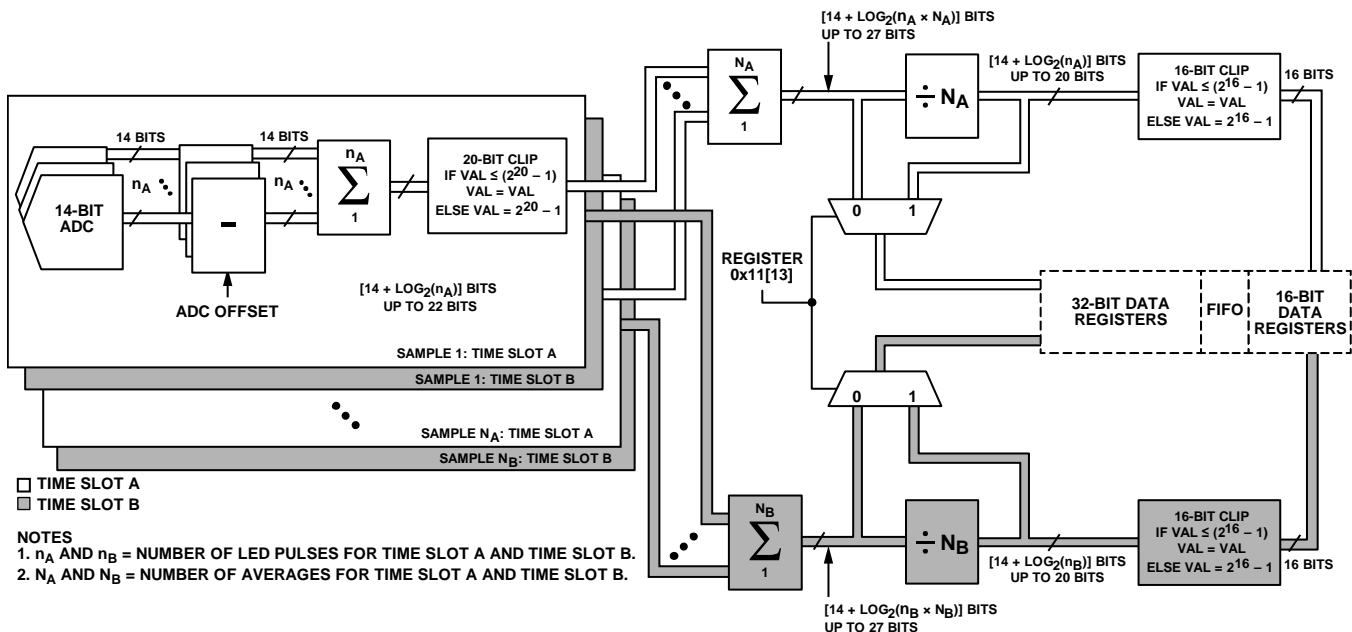 [14 + LOG2(nA × NA)] BITS
UP TO 27 BITS
NA
∑
1
÷ NA
[14 + LOG2(nA)] BITS
UP TO 20 BITS
16-BIT CLIP
IF VAL ≤ (2^16 – 1)
VAL = VAL
ELSE VAL = 2^16 – 1
16 BITS
14 BITS
14 BITS
nA
nA
14-BIT
ADC
–
ADC OFFSET
nA
∑
1
20-BIT CLIP
IF VAL ≤ (2^20 – 1)
VAL = VAL
ELSE VAL = 2^20 – 1
[14 + LOG2(nA)] BITS
UP TO 22 BITS
SAMPLE 1: TIME SLOT A
SAMPLE 1: TIME SLOT B
SAMPLE NA: TIME SLOT A
SAMPLE NB: TIME SLOT B
0 1
REGISTER
0x11[13]
32-BIT DATA
REGISTERS
FIFO
16-BIT
DATA
REGISTERS
0 1
TIME SLOT A
TIME SLOT B
NOTES
1. nA AND nB = NUMBER OF LED PULSES FOR TIME SLOT A AND TIME SLOT B.
2. NA AND NB = NUMBER OF AVERAGES FOR TIME SLOT A AND TIME SLOT B.
NB
∑
1
÷ NB
[14 + LOG2(nB)] BITS
UP TO 20 BITS
16-BIT CLIP
IF VAL ≤ (2^16 – 1)
VAL = VAL
ELSE VAL = 2^16 – 1
16 BITS
[14 + LOG2(nB × NB)] BITS
UP TO 27 BITS